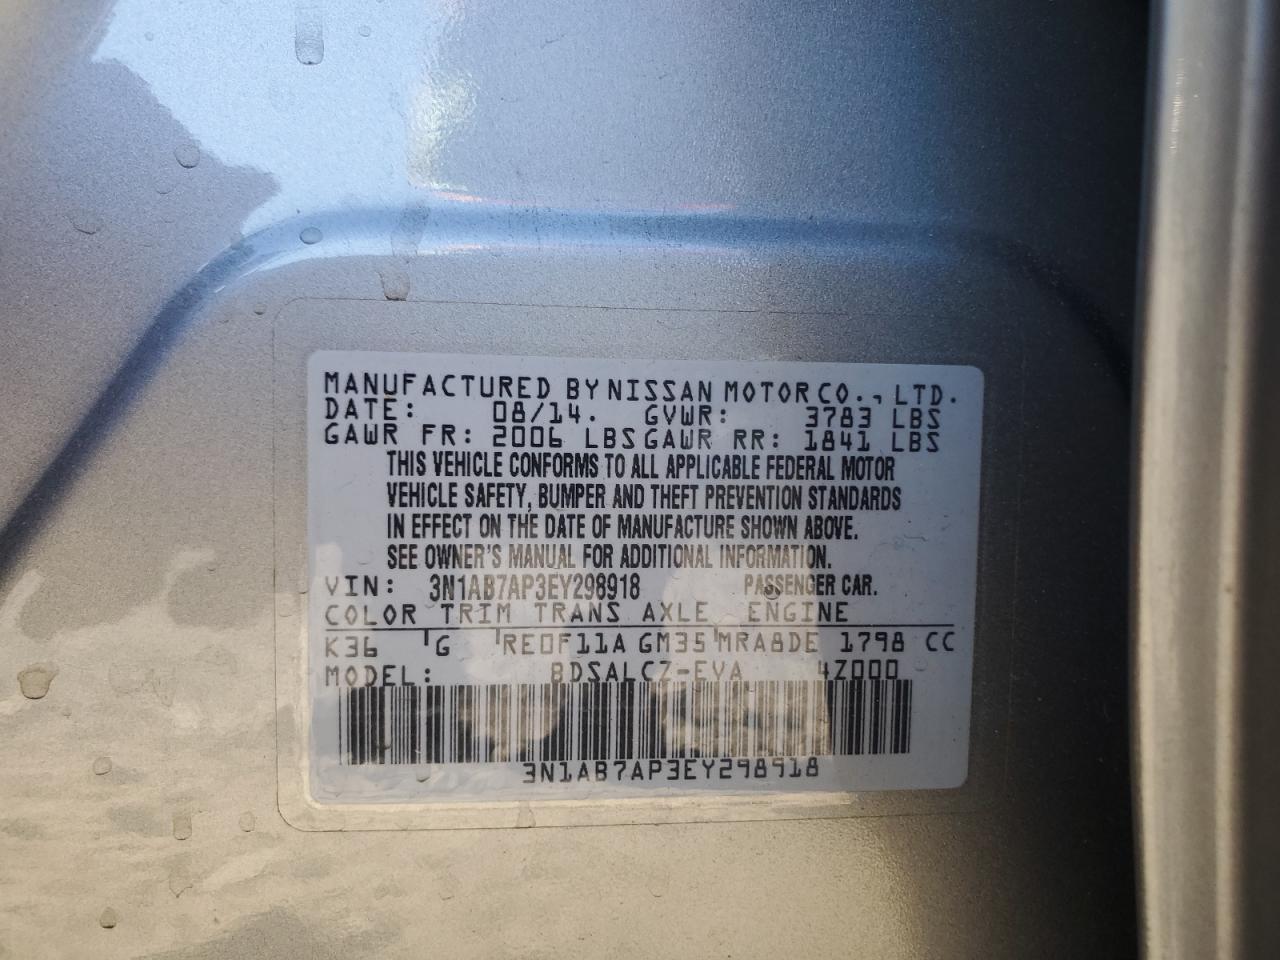 MANUFACTURED BY NISSAN MOTOR CO., LTD.
DATE: 08/14. GVWR: 3783 LBS
GAWR FR: 2006 LBS GAWR RR: 1841 LBS
THIS VEHICLE CONFORMS TO ALL APPLICABLE FEDERAL MOTOR
VEHICLE SAFETY, BUMPER AND THEFT PREVENTION STANDARDS
IN EFFECT ON THE DATE OF MANUFACTURE SHOWN ABOVE.
SEE OWNER'S MANUAL FOR ADDITIONAL INFORMATION.
VIN: 3N1AB7AP3EY298918 PASSENGER CAR.
COLOR TRIM TRANS AXLE ENGINE
K36 G RE0F11A GM35 MRA8DE 1798 CC
MODEL: BDSALCZ-EVA 4Z000
3N1AB7AP3EY298918